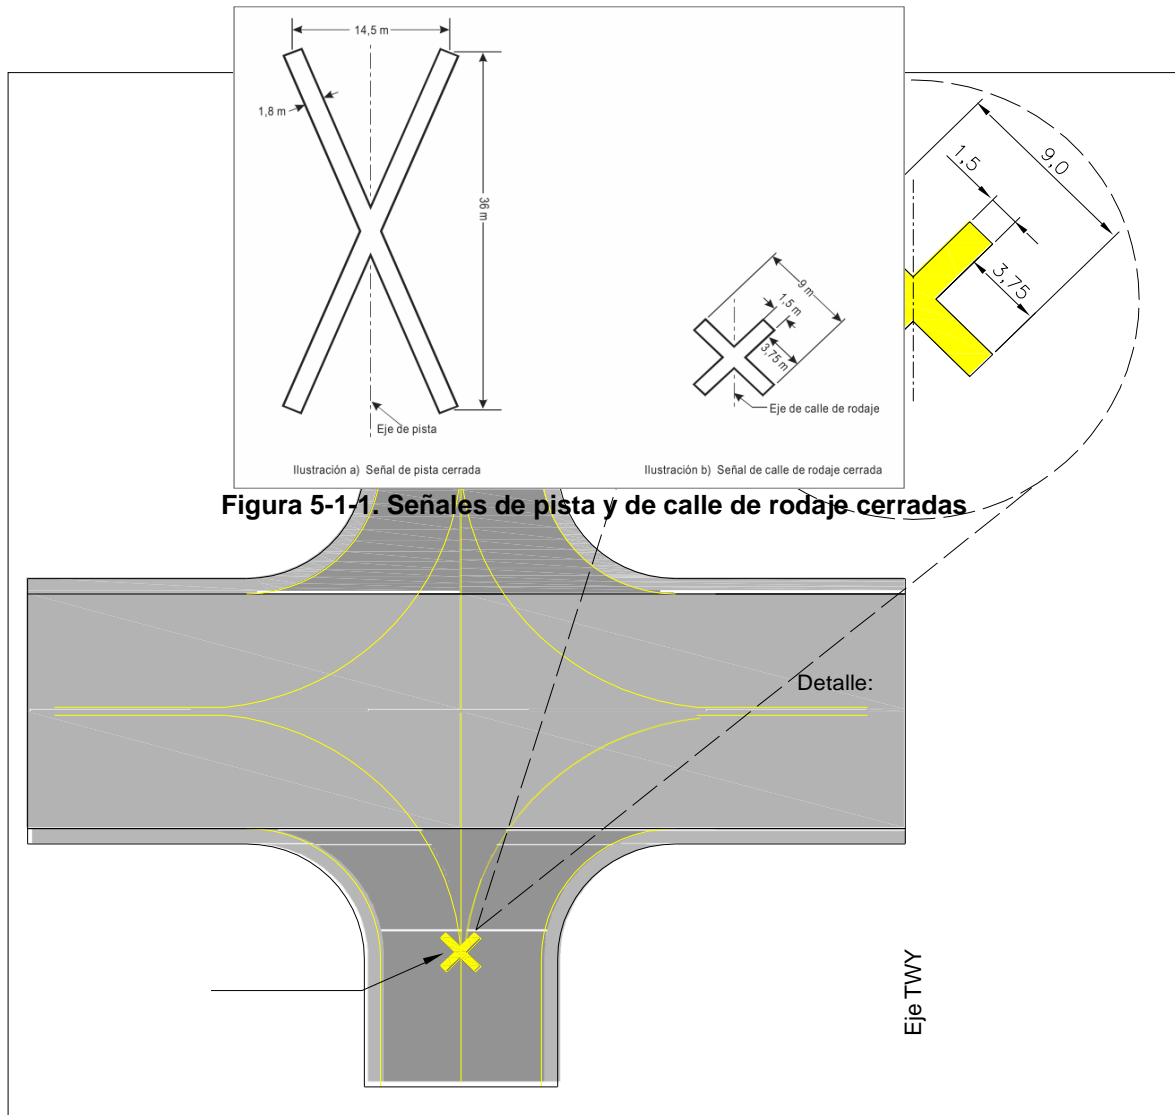 14,5 m
1,8 m
36 m
Eje de pista
Ilustración a) Señal de pista cerrada
9 m
1,5 m
3,75 m
Eje de calle de rodaje
Ilustración b) Señal de calle de rodaje cerrada
1,5
9,0
3,75
Figura 5-1-1. Señales de pista y de calle de rodaje cerradas
Detalle:
Eje TWY